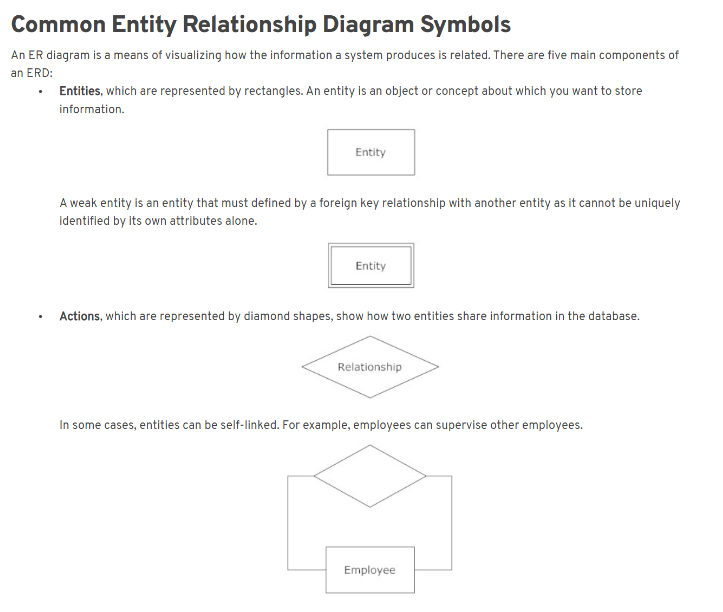 Common Entity Relationship Diagram Symbols
An ER diagram is a means of visualizing how the information a system produces is related. There are five main components of
an ERD:
• Entities, which are represented by rectangles. An entity is an object or concept about which you want to store
information.
Entity
A weak entity is an entity that must defined by a foreign key relationship with another entity as it cannot be uniquely
identified by its own attributes alone.
Entity
• Actions, which are represented by diamond shapes, show how two entities share information in the database.
Relationship
In some cases, entities can be self-linked. For example, employees can supervise other employees.
Employee